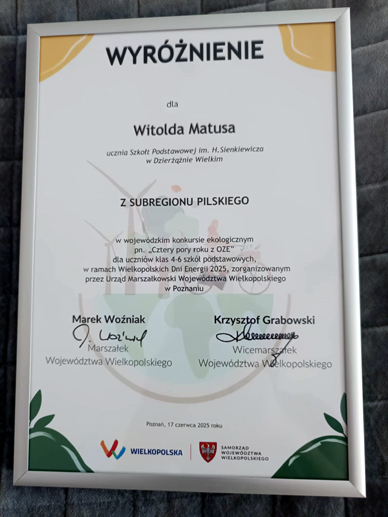 WYRÓŻNIENIE
dla
Witolda Matusa
ucznia Szkoły Podstawowej im. H.Sienkiewicza
w Dzierżąźnie Wielkim
Z SUBREGIONU PILSKIEGO
w wojewódzkim konkursie ekologicznym
pn. „Cztery pory roku z OZE"
dla uczniów klas 4-6 szkół podstawowych,
w ramach Wielkopolskich Dni Energii 2025, zorganizowanym
przez Urząd Marszałkowski Województwa Wielkopolskiego
w Poznaniu
Marek Woźniak
Marszałek
Województwa Wielkopolskiego
Krzysztof Grabowski
Wicemarszałek
Województwa Wielkopolskiego
Poznań, 17 czerwca 2025 roku
WIELKOPOLSKA
SAMORZĄD
WOJEWÓDZTWA
WIELKOPOLSKIEGO